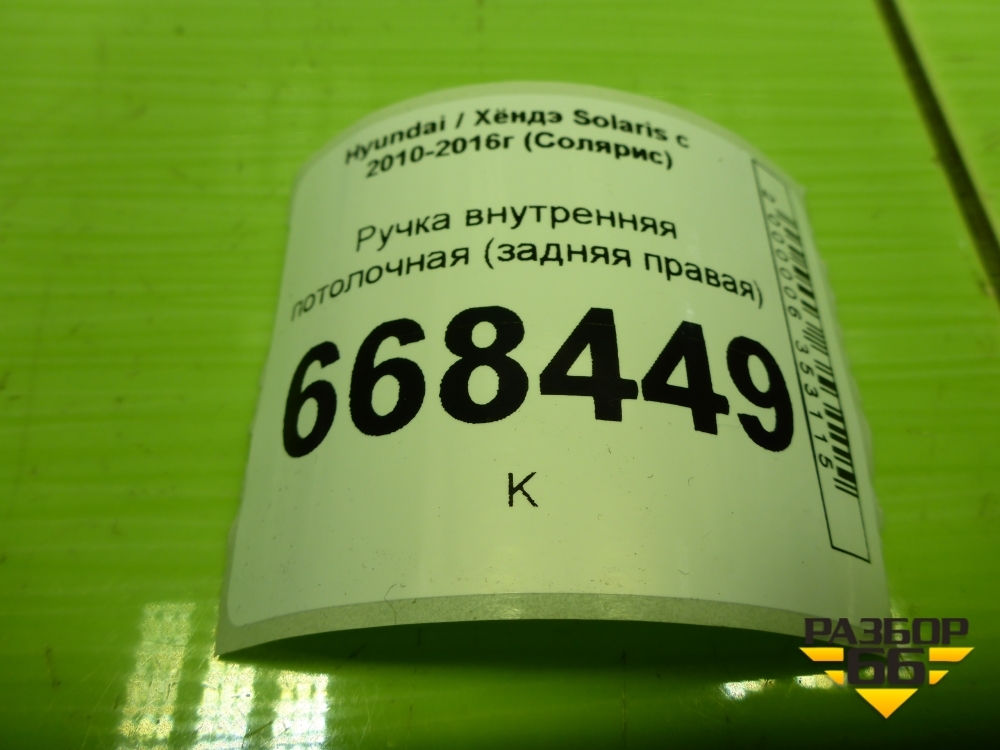 Hyundai / Хёндэ Solaris с
2010-2016г (Солярис)
Ручка внутренняя
потолочная (задняя правая)
668449
К
2000006353115
РАЗБОР
66